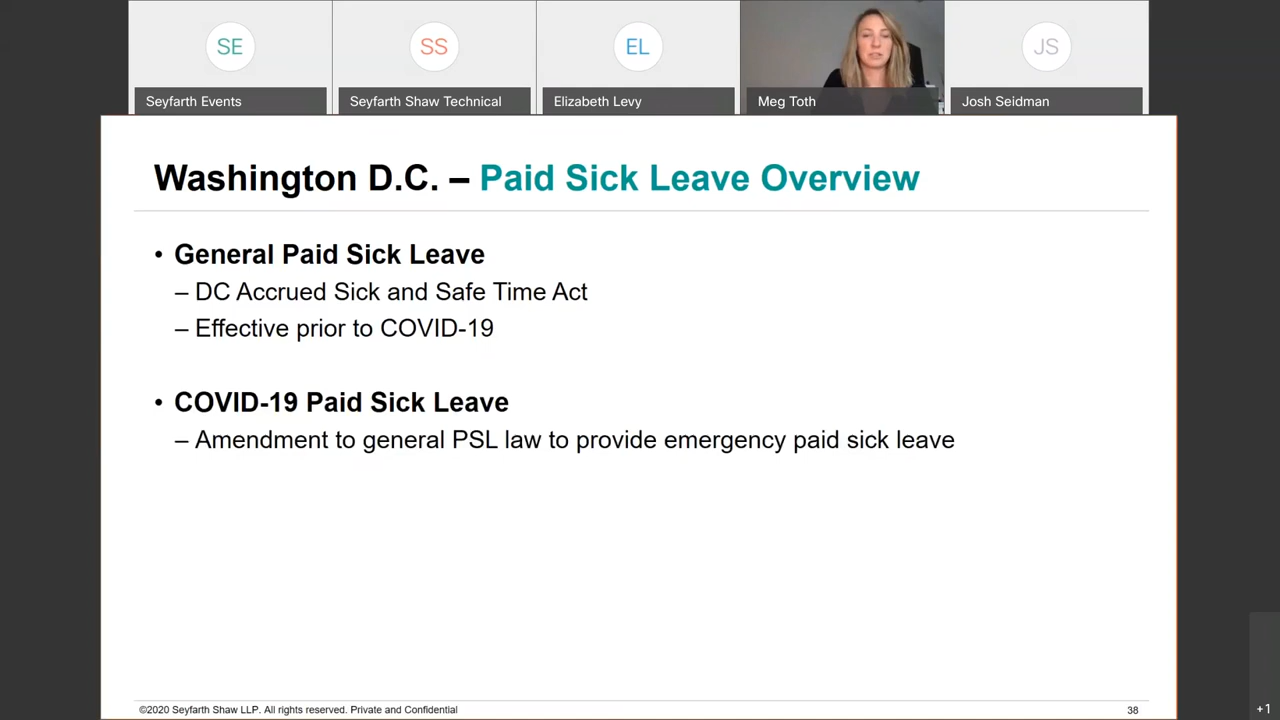 SE
SS
EL
JS
Seyfarth Events
Seyfarth Shaw Technical
Elizabeth Levy
Meg Toth
Josh Seidman
Washington D.C. – Paid Sick Leave Overview
• General Paid Sick Leave
– DC Accrued Sick and Safe Time Act
– Effective prior to COVID-19
• COVID-19 Paid Sick Leave
– Amendment to general PSL law to provide emergency paid sick leave
©2020 Seyfarth Shaw LLP. All rights reserved. Private and Confidential
38
+1